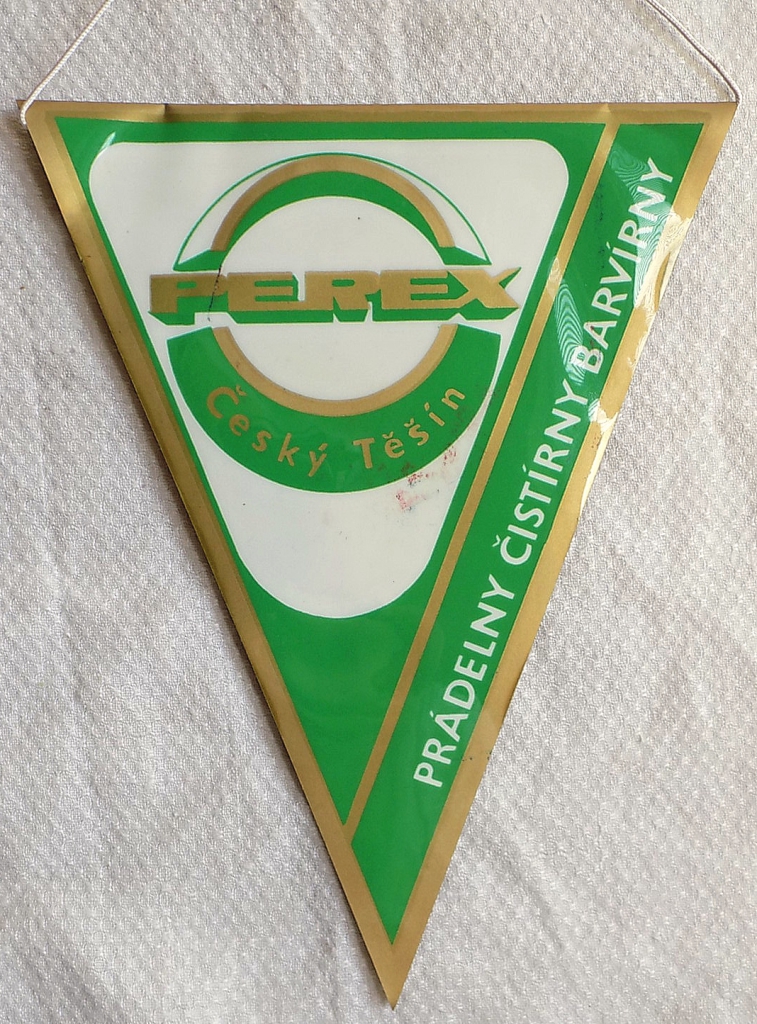 PEREX
Český Těšín
PRÁDELNY ČISTÍRNY BARVÍRNY